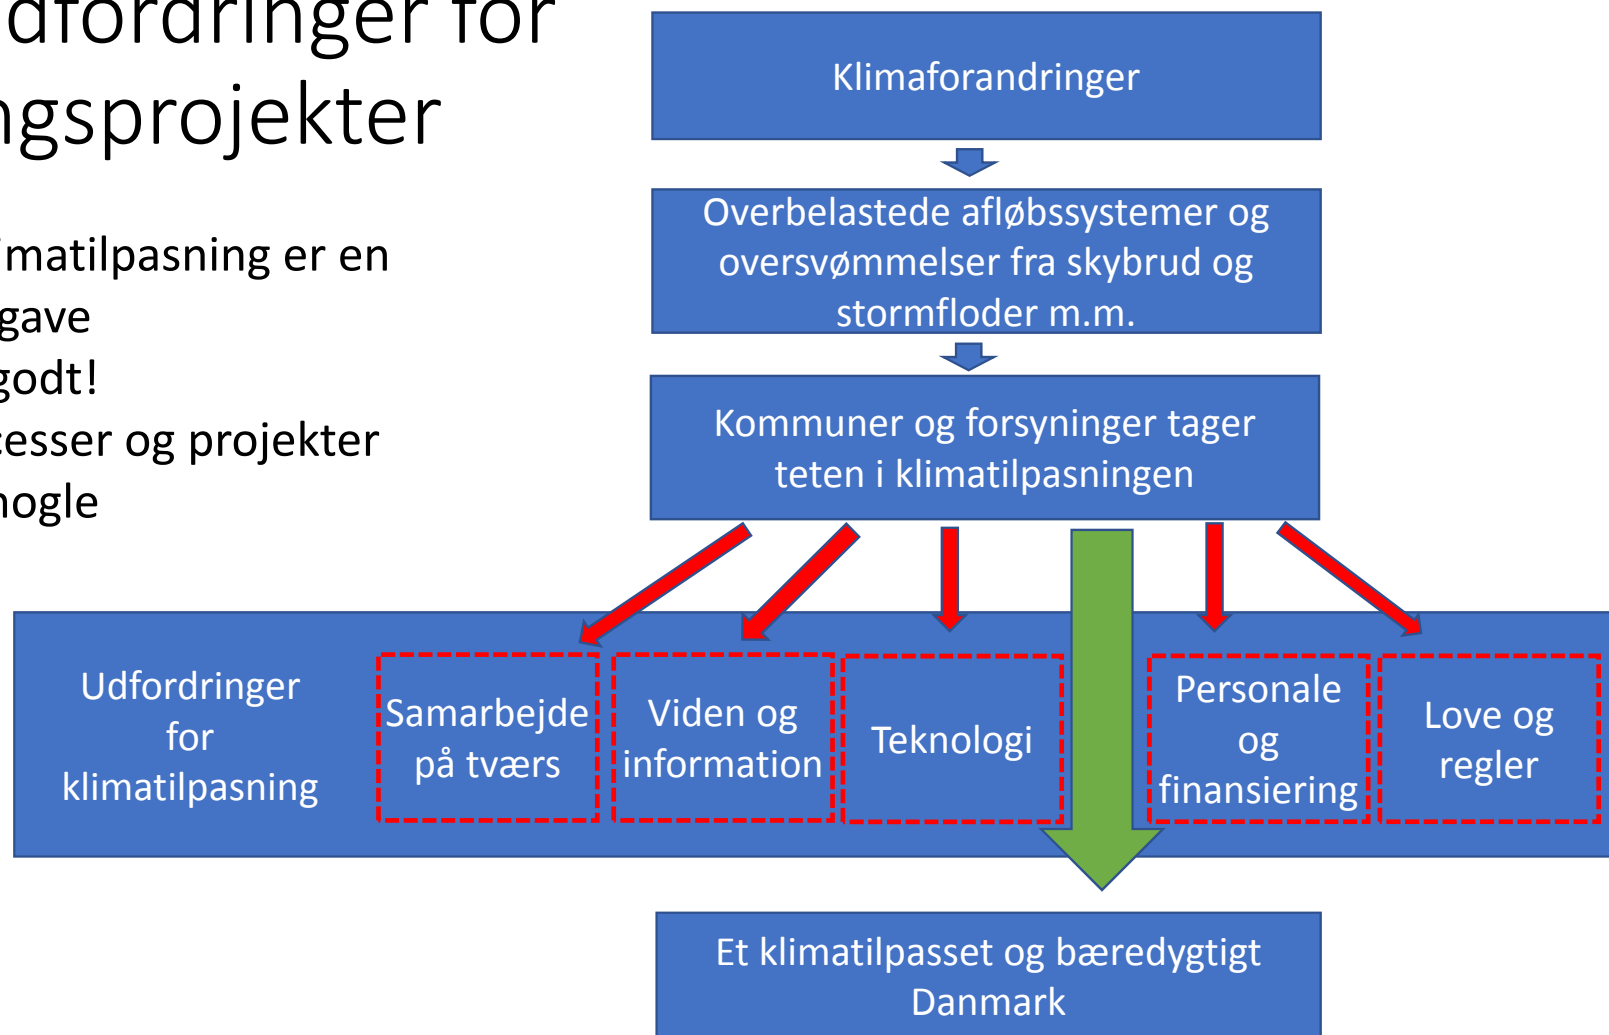 dfordringer for
ngsprojekter
imatilpasning er en
gave
godt!
cesser og projekter
nogle
Klimaforandringer
Overbelastede afløbssystemer og
oversvømmelser fra skybrud og
stormfloder m.m.
Kommuner og forsyninger tager
teten i klimatilpasningen
Udfordringer
for
klimatilpasning
Samarbejde
på tværs
Viden og
information
Teknologi
Personale
og
finansiering
Love og
regler
Et klimatilpasset og bæredygtigt
Danmark